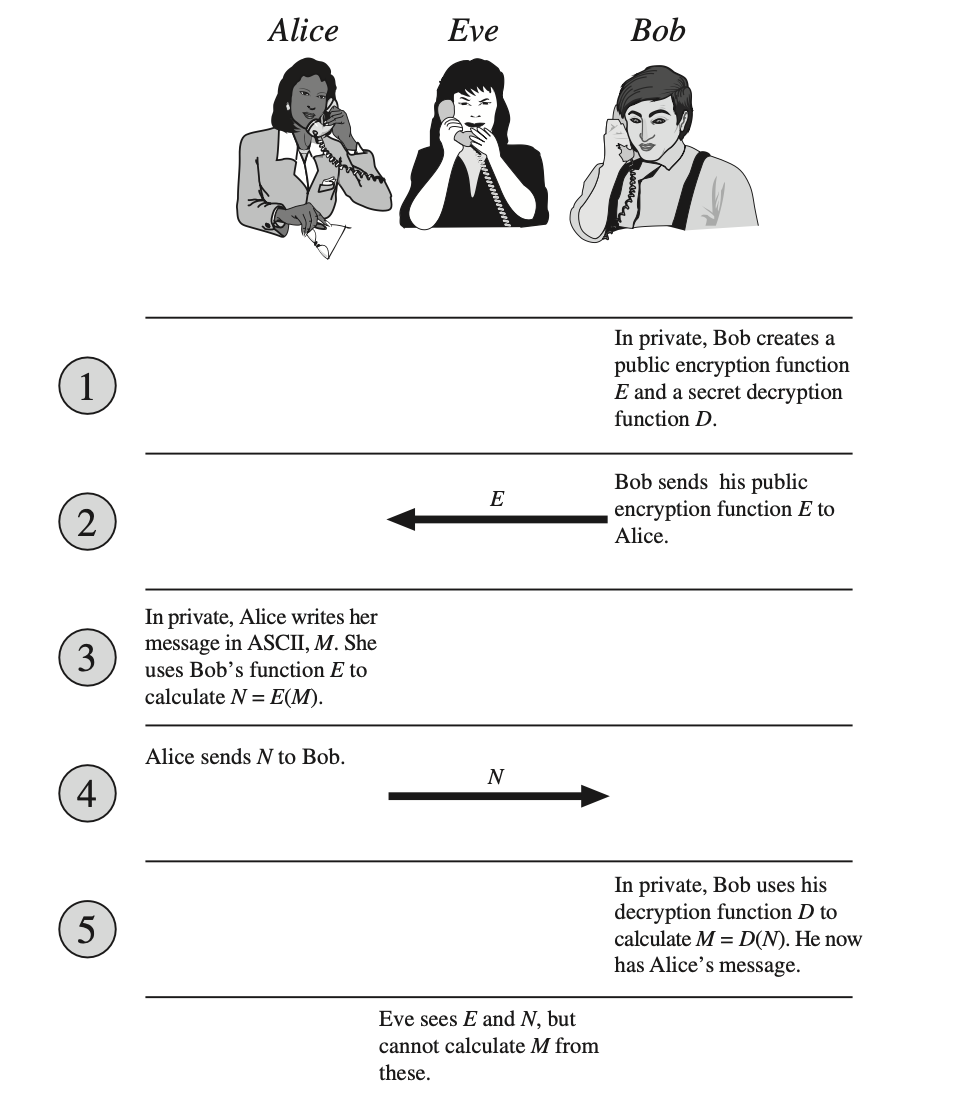 Alice Eve Bob
1
In private, Bob creates a
public encryption function
E and a secret decryption
function D.
2
E
Bob sends his public
encryption function E to
Alice.
3
In private, Alice writes her
message in ASCII, M. She
uses Bob’s function E to
calculate N = E(M).
4
Alice sends N to Bob.
N
5
In private, Bob uses his
decryption function D to
calculate M = D(N). He now
has Alice’s message.
Eve sees E and N, but
cannot calculate M from
these.